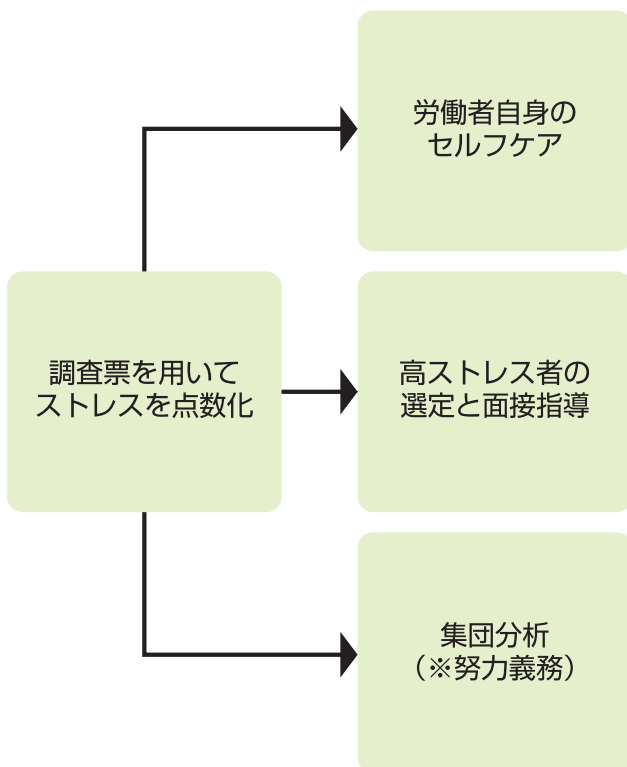 労働者自身の
セルフケア
調査票を用いて
ストレスを点数化
高ストレス者の
選定と面接指導
集団分析
（※努力義務）